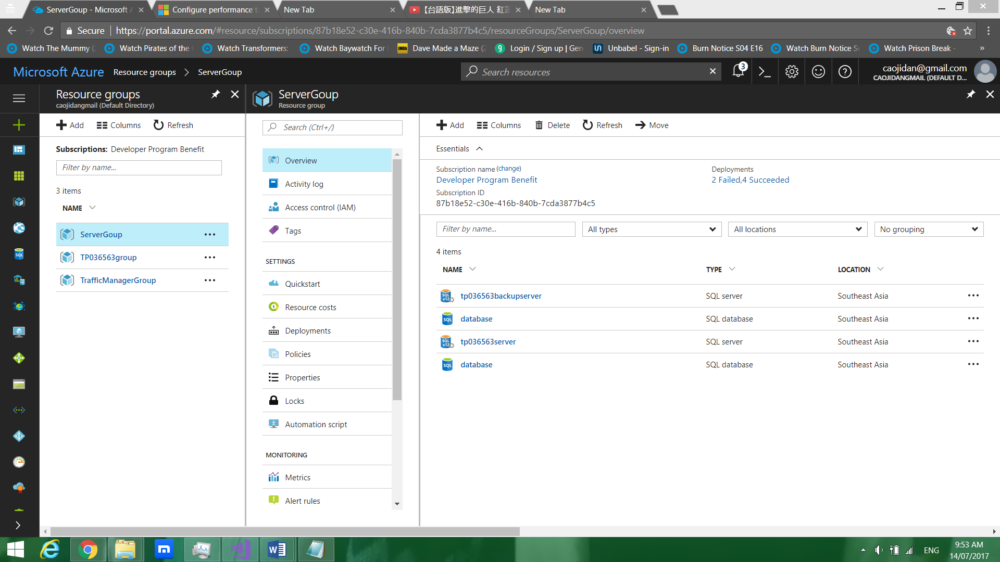 ServerGoup - Microsoft A
Configure performance t
New Tab
【台語版】進擊的巨人 紅蓮
New Tab
Secure
https://portal.azure.com/#resource/subscriptions/87b18e52-c30e-416b-840b-7cda3877b4c5/resourceGroups/ServerGoup/overview
Watch The Mummy (
Watch Pirates of the
Watch Transformers:
Watch Baywatch For
IMDb
Dave Made a Maze (2
Login / Sign up | Gen
Unbabel - Sign-in
Burn Notice S04 E16
Watch Burn Notice S
Watch Prison Break -
»
Microsoft Azure
Resource groups > ServerGoup
Search resources
3
caojidan@gmail.com
CAOJIDANGMAIL (DEFAULT D...
Resource groups
caojidangmail (Default Directory)
Add
Columns
Refresh
Subscriptions: Developer Program Benefit
Filter by name...
3 items
NAME
ServerGoup
TP036563group
TrafficManagerGroup
ServerGoup
Resource group
Search (Ctrl+/)
Overview
Activity log
Access control (IAM)
Tags
SETTINGS
Quickstart
Resource costs
Deployments
Policies
Properties
Locks
Automation script
MONITORING
Metrics
Alert rules
Add
Columns
Delete
Refresh
Move
Essentials
Subscription name (change)
Developer Program Benefit
Subscription ID
87b18e52-c30e-416b-840b-7cda3877b4c5
Deployments
2 Failed,4 Succeeded
Filter by name...
All types
All locations
No grouping
4 items
NAME TYPE LOCATION
tp036563backupserver SQL server Southeast Asia
database SQL database Southeast Asia
tp036563server SQL server Southeast Asia
database SQL database Southeast Asia
ENG
9:53 AM
14/07/2017